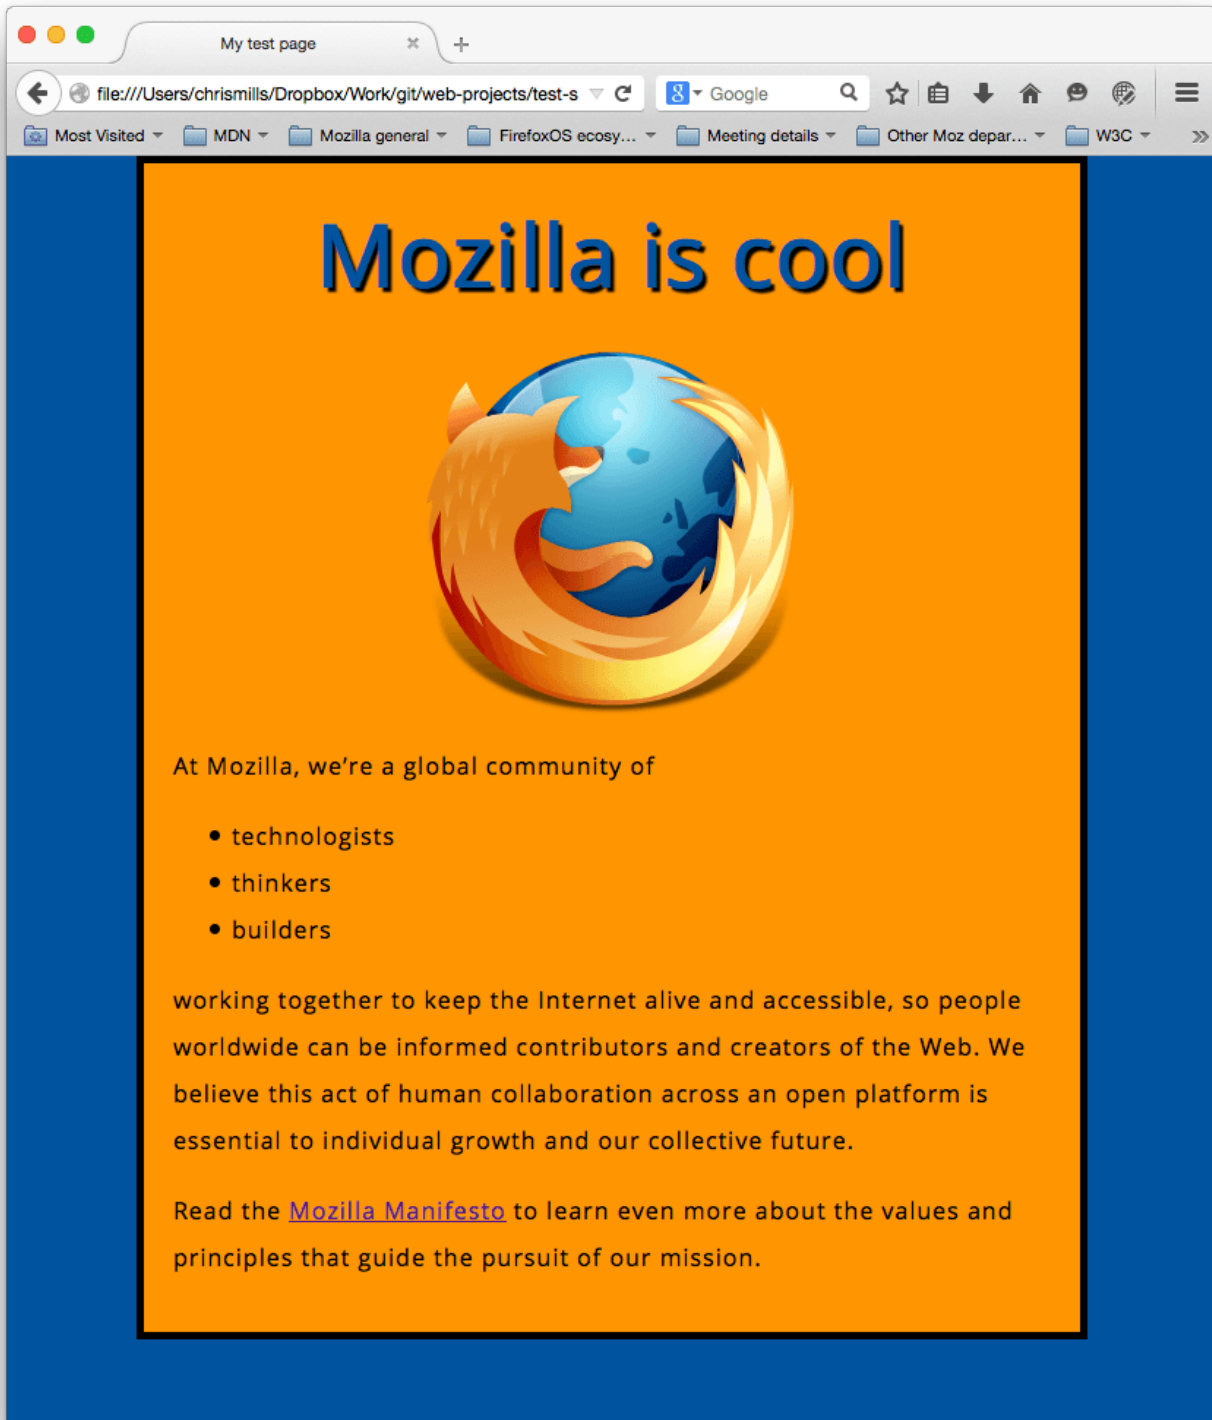 My test page
file:///Users/chrismills/Dropbox/Work/git/web-projects/test-s
8 Google
Most Visited MDN Mozilla general FirefoxOS ecosy... Meeting details Other Moz depar... W3C
Mozilla is cool
At Mozilla, we’re a global community of
• technologists
• thinkers
• builders
working together to keep the Internet alive and accessible, so people
worldwide can be informed contributors and creators of the Web. We
believe this act of human collaboration across an open platform is
essential to individual growth and our collective future.
Read the Mozilla Manifesto to learn even more about the values and
principles that guide the pursuit of our mission.